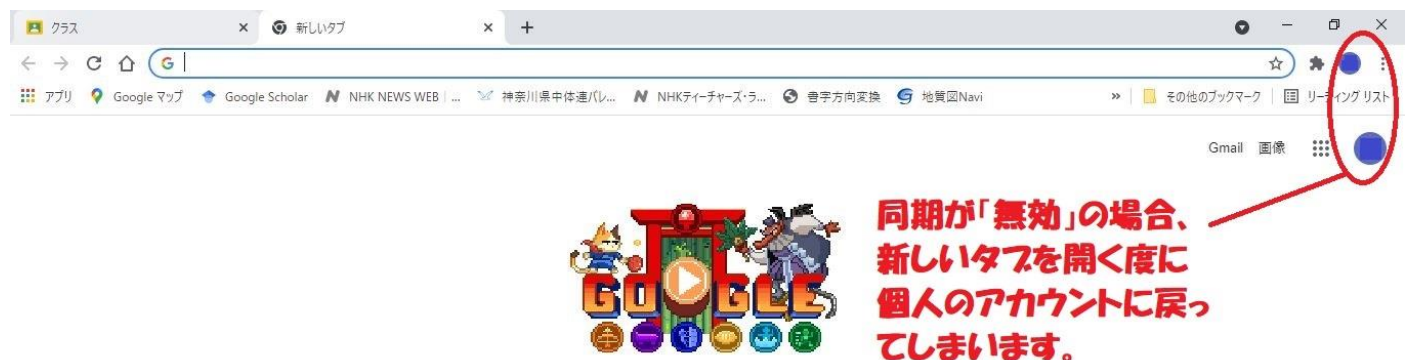 クラス
新しいタブ
G
アプリ
Google マップ
Google Scholar
NHK NEWS WEB | ...
神奈川県中体連バレ...
NHKティーチャーズ・ラ...
書字方向変換
地質図Navi
»
その他のブックマーク
リーディング リスト
Gmail 画像
GOOGLE
同期が「無効」の場合、
新しいタブを開く度に
個人のアカウントに戻っ
てしまいます。